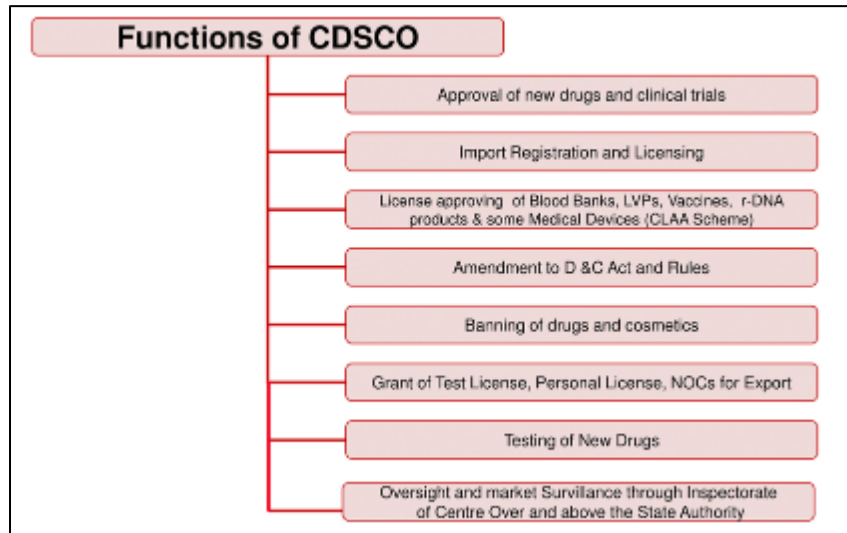 Functions of CDSCO
Approval of new drugs and clinical trials
Import Registration and Licensing
License approving of Blood Banks, LVPs, Vaccines, r-DNA
products & some Medical Devices (CLAA Scheme)
Amendment to D &C Act and Rules
Banning of drugs and cosmetics
Grant of Test License, Personal License, NOCs for Export
Testing of New Drugs
Oversight and market Survillance through Inspectorate
of Centre Over and above the State Authority